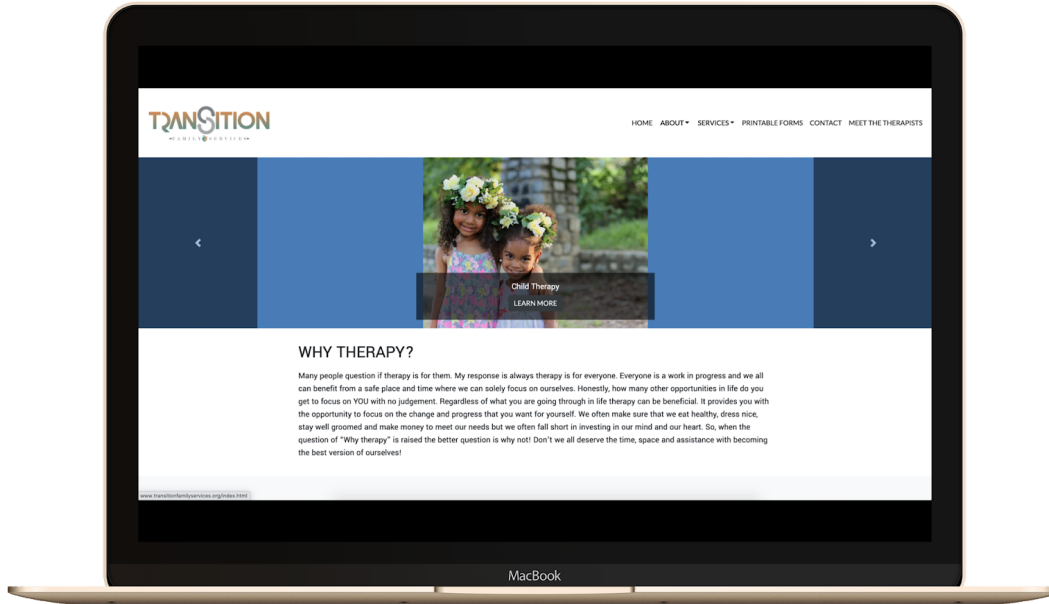 TRANSITION
FAMILY SERVICES
HOME ABOUT SERVICES PRINTABLE FORMS CONTACT MEET THE THERAPISTS
Child Therapy
LEARN MORE
WHY THERAPY?
Many people question if therapy is for them. My response is always therapy is for everyone. Everyone is a work in progress and we all
can benefit from a safe place and time where we can solely focus on ourselves. Honestly, how many other opportunities in life do you
get to focus on YOU with no judgement. Regardless of what you are going through in life therapy can be beneficial. It provides you with
the opportunity to focus on the change and progress that you want for yourself. We often make sure that we eat healthy, dress nice,
stay well groomed and make money to meet our needs but we often fall short in investing in our mind and our heart. So, when the
question of “Why therapy” is raised the better question is why not! Don’t we all deserve the time, space and assistance with becoming
the best version of ourselves!
www.transitionfamilyservices.org/index.html
MacBook